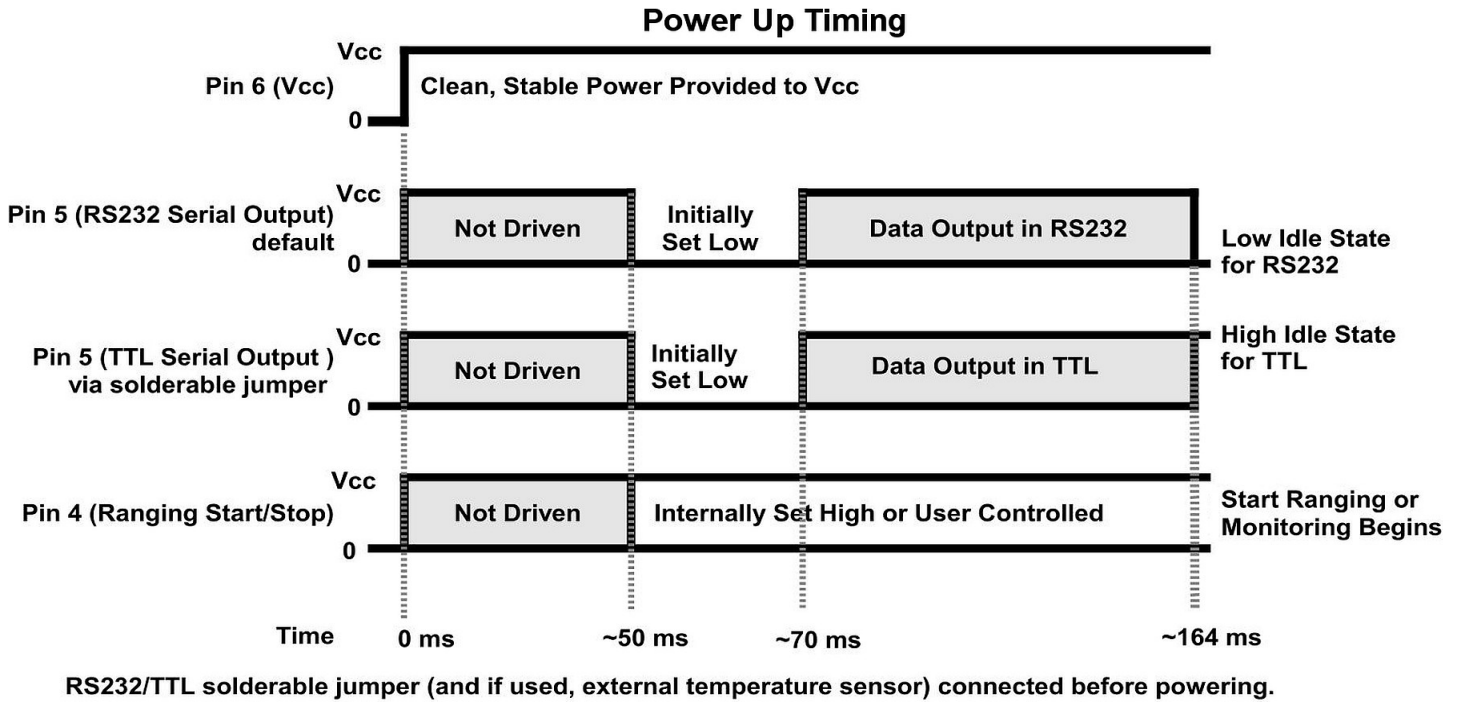 Power Up Timing
Vcc
Pin 6 (Vcc)
Clean, Stable Power Provided to Vcc
0
Vcc
Pin 5 (RS232 Serial Output)
default
Not Driven
Initially
Set Low
Data Output in RS232
0
Low Idle State
for RS232
Vcc
Pin 5 (TTL Serial Output )
via solderable jumper
Not Driven
Initially
Set Low
Data Output in TTL
0
High Idle State
for TTL
Vcc
Pin 4 (Ranging Start/Stop)
Not Driven
Internally Set High or User Controlled
0
Start Ranging or
Monitoring Begins
Time
0 ms
~50 ms
~70 ms
~164 ms
RS232/TTL solderable jumper (and if used, external temperature sensor) connected before powering.